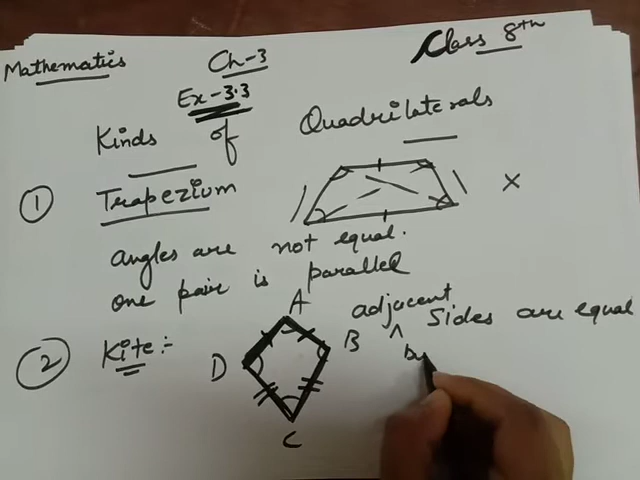 Mathematics Ch-3 Class 8th
Ex-3.3
Kinds of Quadrilaterals
1 Trapezium
×
angles are not equal.
one pair is parallel
2 Kite:-
A
B
C
D
adjacent
^ Sides are equal